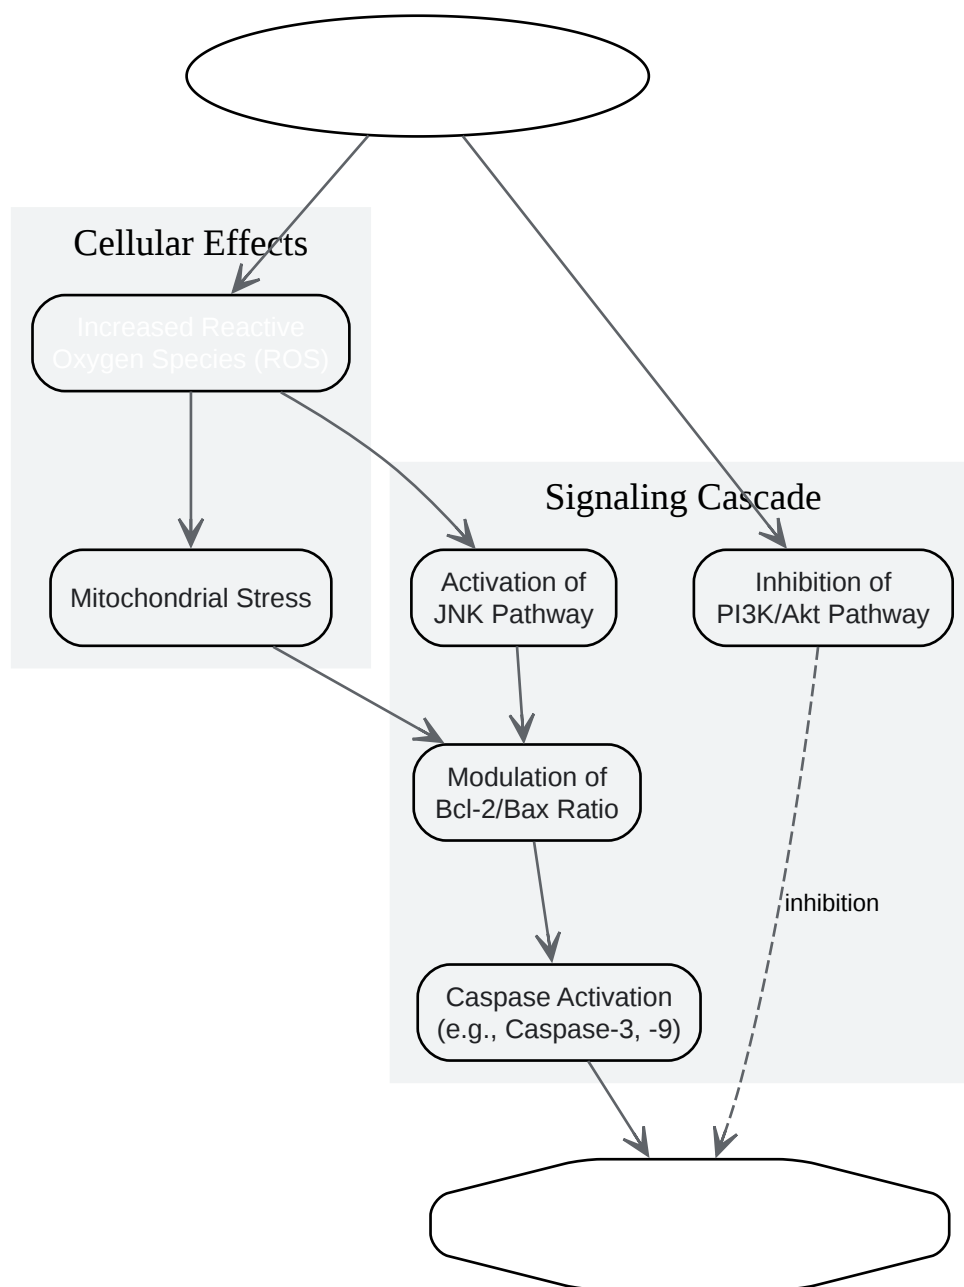 Cellular Effects
Increased Reactive
Oxygen Species (ROS)
Signaling Cascade
Mitochondrial Stress
Activation of
JNK Pathway
Inhibition of
PI3K/Akt Pathway
Modulation of
Bcl-2/Bax Ratio
inhibition
Caspase Activation
(e.g., Caspase-3, -9)